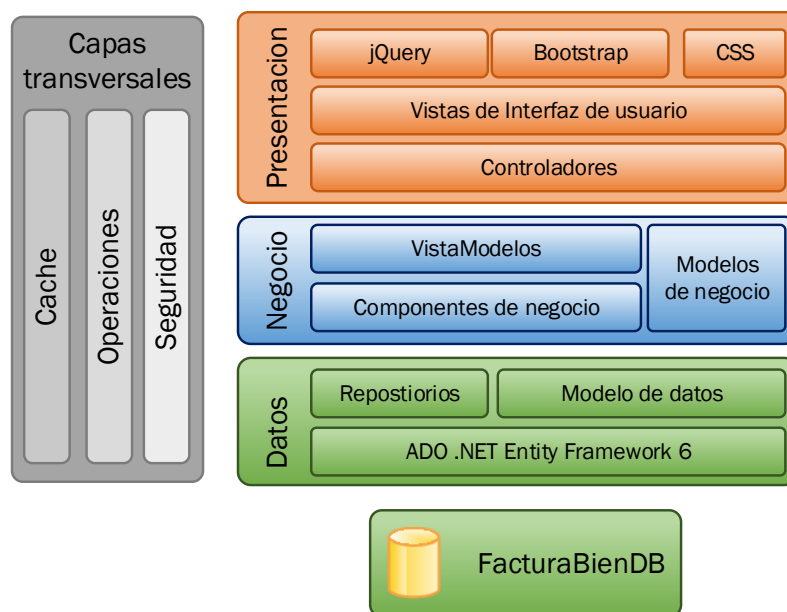 Capas
transversales
Cache
Operaciones
Seguridad
Presentacion
jQuery
Bootstrap
CSS
Vistas de Interfaz de usuario
Controladores
Negocio
VistaModelos
Componentes de negocio
Modelos
de negocio
Datos
Repostiorios
Modelo de datos
ADO .NET Entity Framework 6
FacturaBienDB